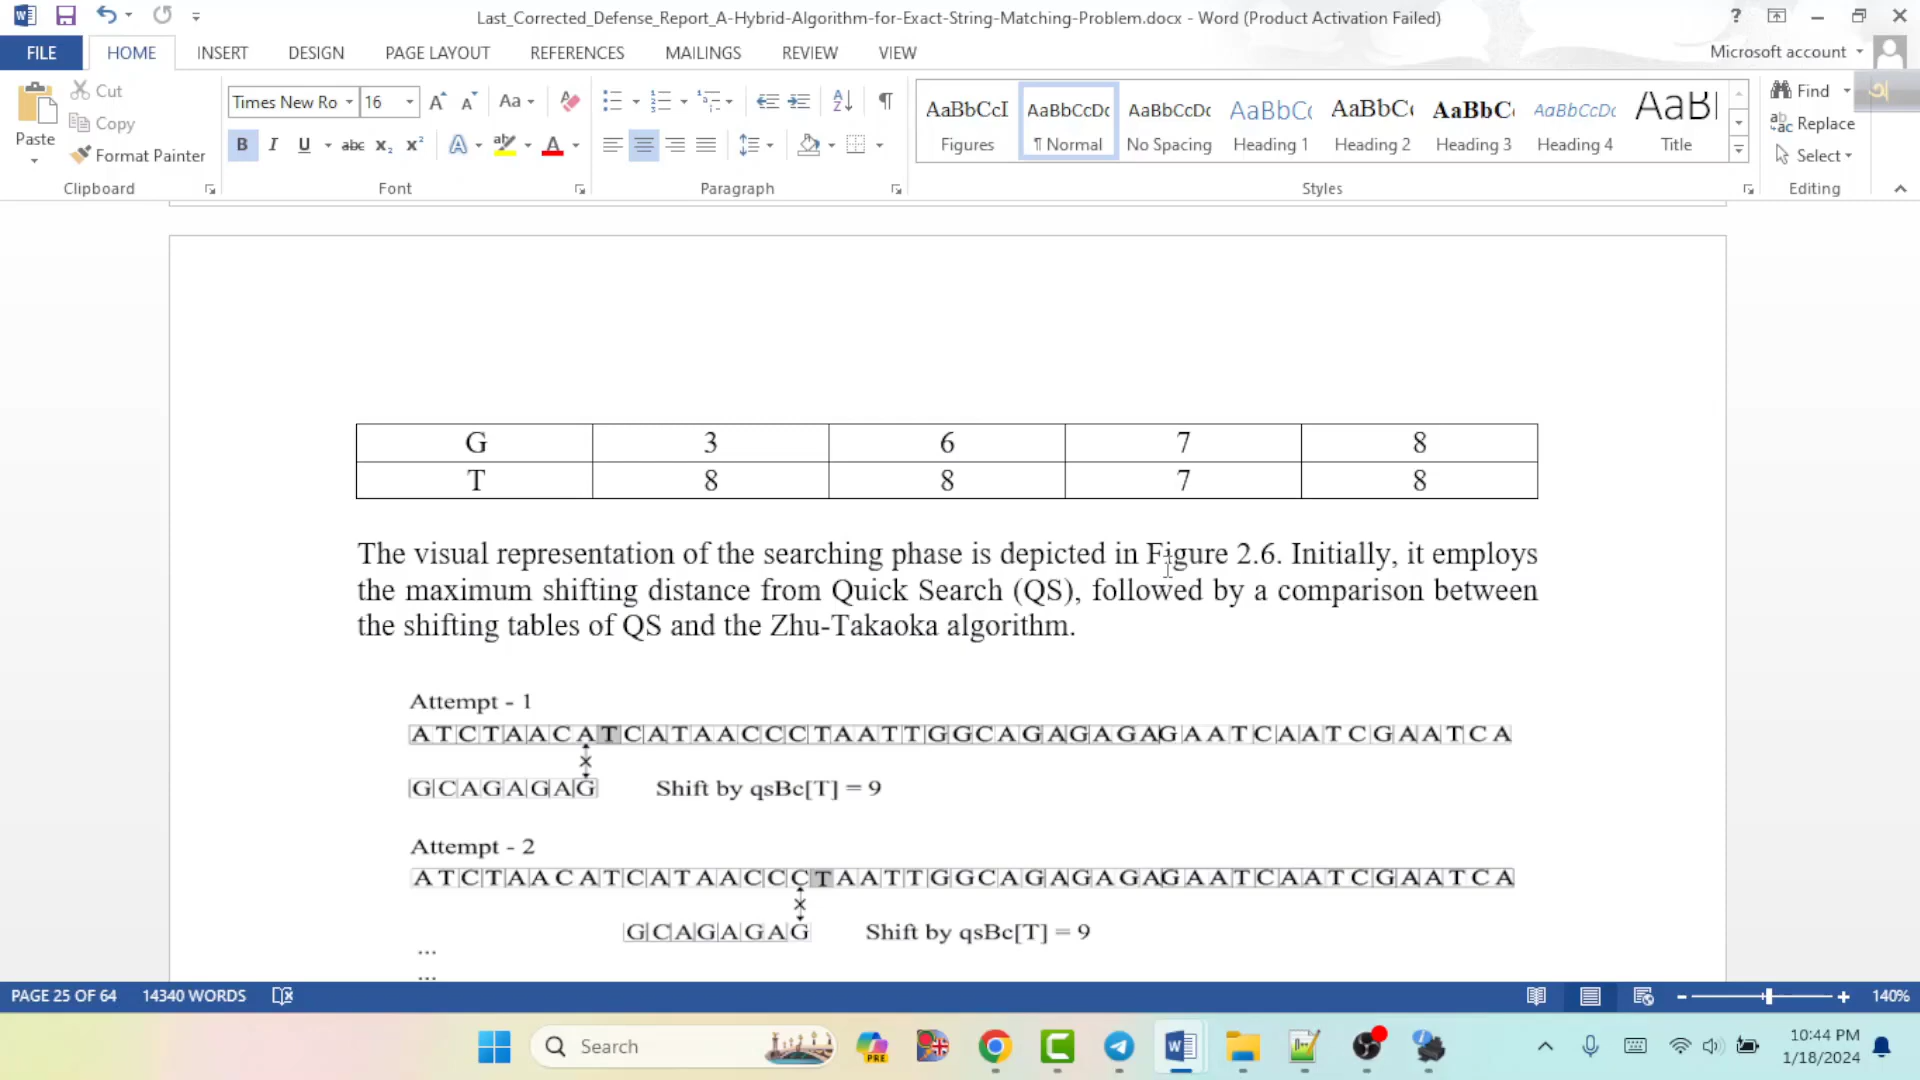 Last_Corrected_Defense_Report_A-Hybrid-Algorithm-for-Exact-String-Matching-Problem.docx - Word (Product Activation Failed)
FILE HOME INSERT DESIGN PAGE LAYOUT REFERENCES MAILINGS REVIEW VIEW Microsoft account
Paste
Cut
Copy
Format Painter
Clipboard
Times New Ro 16
Font
Paragraph
AaBbCcI AaBbCcDc AaBbCcDc AaBbCc AaBbC AaBbC AaBbCcDc AaBl
Figures ¶ Normal No Spacing Heading 1 Heading 2 Heading 3 Heading 4 Title
Styles
Find
Replace
Select
Editing
G 3 6 7 8
T 8 8 7 8
The visual representation of the searching phase is depicted in Figure 2.6. Initially, it employs
the maximum shifting distance from Quick Search (QS), followed by a comparison between
the shifting tables of QS and the Zhu-Takaoka algorithm.
Attempt - 1
A T C T A A C A T C A T A A C C C T A A T T G G C A G A G A G A G A A T C A A T C G A A T C A
G C A G A G A G Shift by qsBc[T] = 9
Attempt - 2
A T C T A A C A T C A T A A C C C T A A T T G G C A G A G A G A G A A T C A A T C G A A T C A
G C A G A G A G Shift by qsBc[T] = 9
...
...
PAGE 25 OF 64 14340 WORDS 140%
Search
PRE
10:44 PM
1/18/2024